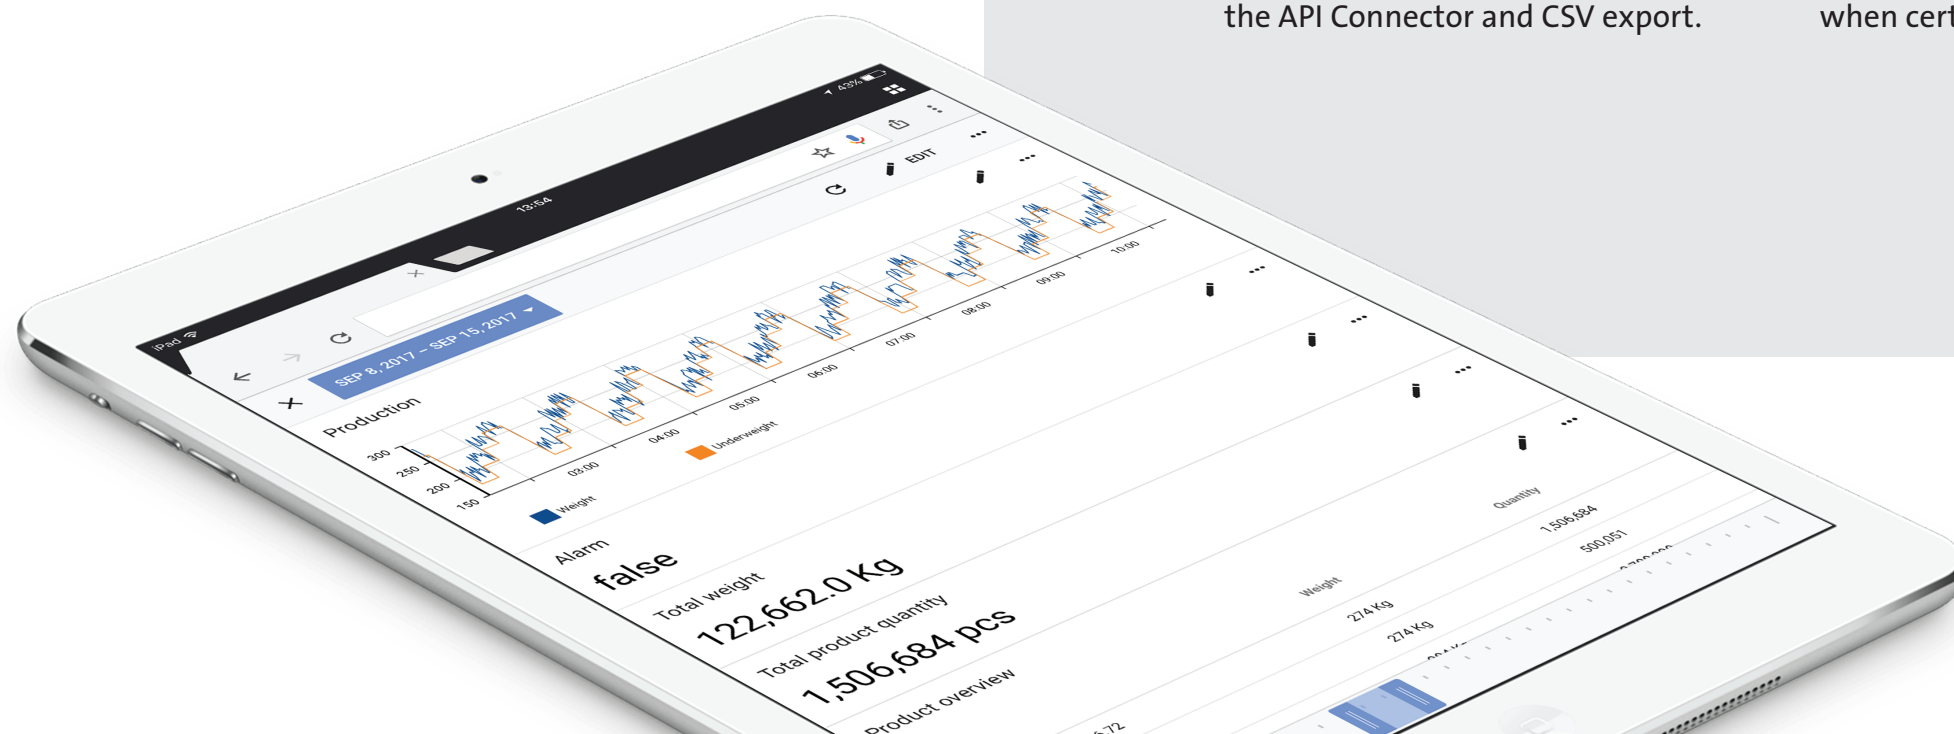 the API Connector and CSV export.
when cert
iPad
13:54
43%
EDIT
SEP 8, 2017 – SEP 15, 2017
Production
300
250
200
150
03:00
04:00
05:00
06:00
07:00
08:00
09:00
10:00
Weight
Underweight
Alarm
false
Total weight
122,662.0 Kg
Total product quantity
1,506,684 pcs
Product overview
Weight
Quantity
274 Kg
1,506,684
274 Kg
500,051